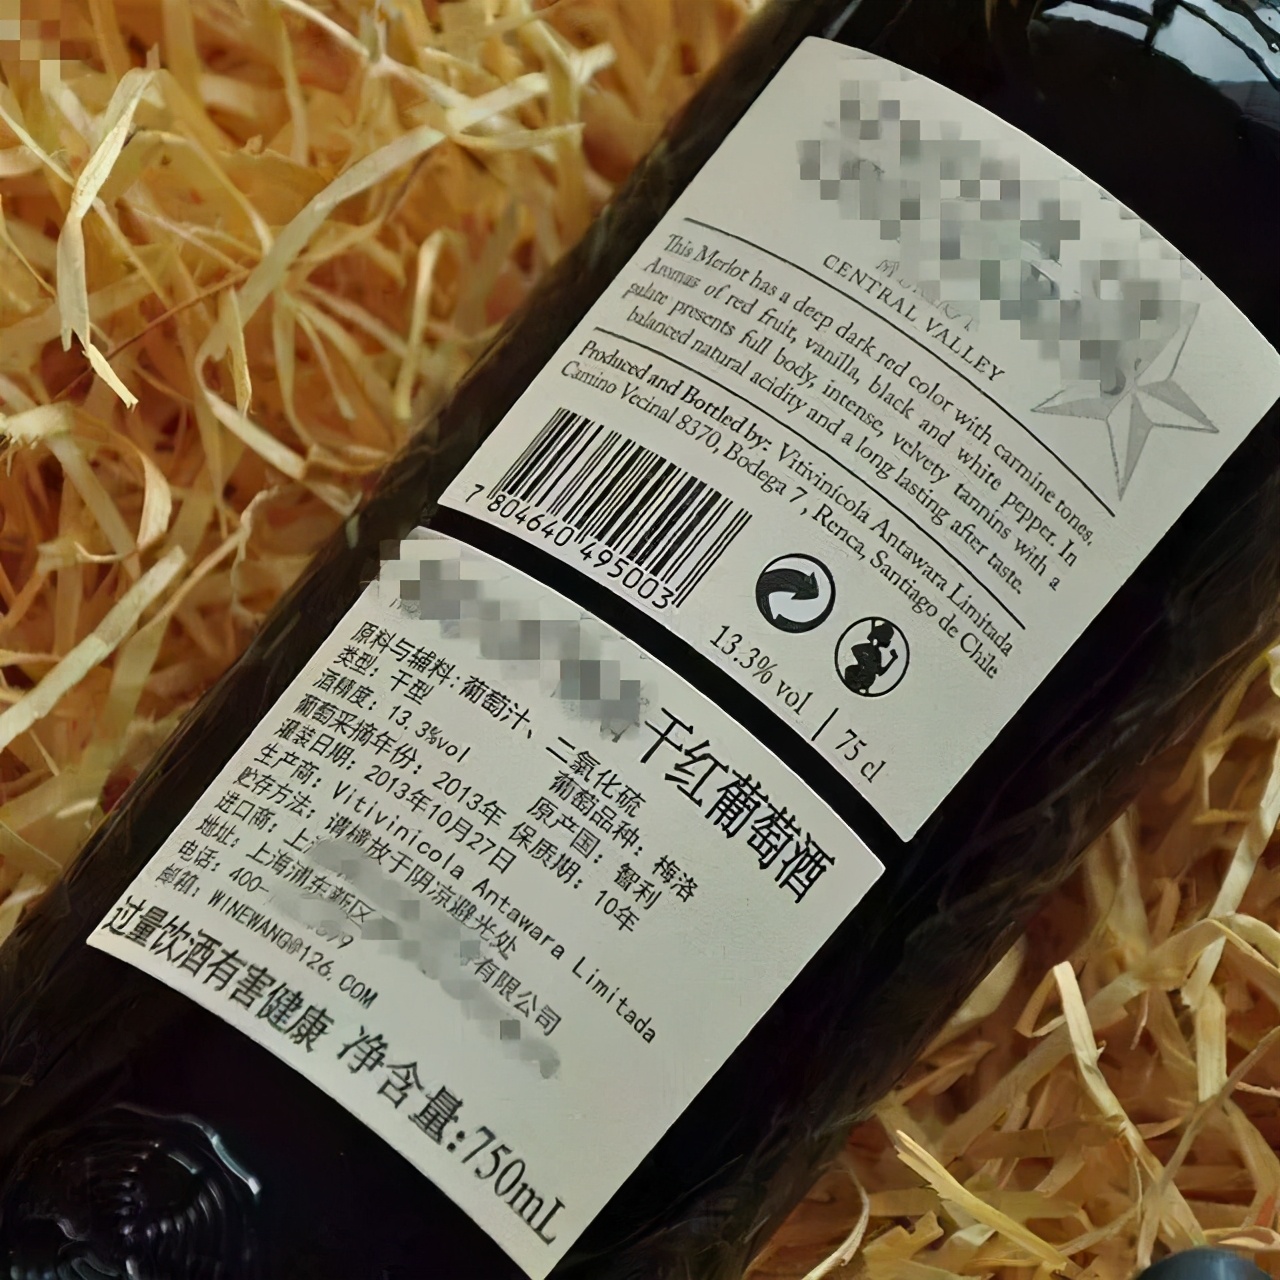 CENTRAL VALLEY
This Merlot has a deep dark red color with carmine tones.
Aromas of red fruit, vanilla, black and white pepper. In
palate presents full body, intense, velvety tannins with a
balanced natural acidity and a long lasting after taste.
Produced and Bottled by: Vitivinícola Antawara Limitada
Camino Vecinal 8370, Bodega 7, Renca, Santiago de Chile
7 804640 495003
13.3% vol | 75 cl
干红葡萄酒
原料与辅料: 葡萄汁、二氧化硫
类型: 干型 葡萄品种: 梅洛
酒精度: 13.3%vol 原产国: 智利
葡萄采摘年份: 2013年 保质期: 10年
灌装日期: 2013年10月27日
生产商: Vitivinicola Antawara Limitada
贮存方法: 请横放于阴凉避光处
进口商: 上海 有限公司
地址: 上海浦东新区
电话: 400-
邮箱: WINEWANG@126.COM
过量饮酒有害健康 净含量:750mL